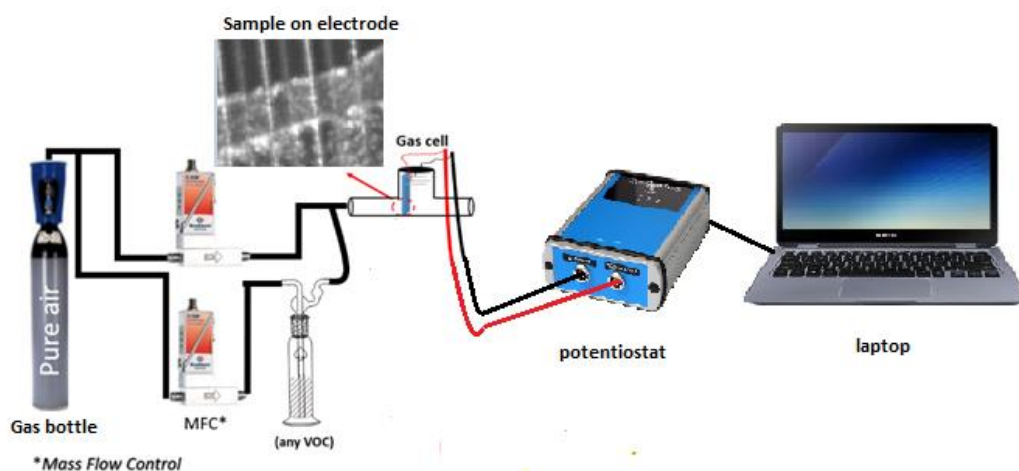 Sample on electrode
Gas cell
Pure air
MFC*
Gas bottle
(any VOC)
potentiostat
laptop
*Mass Flow Control